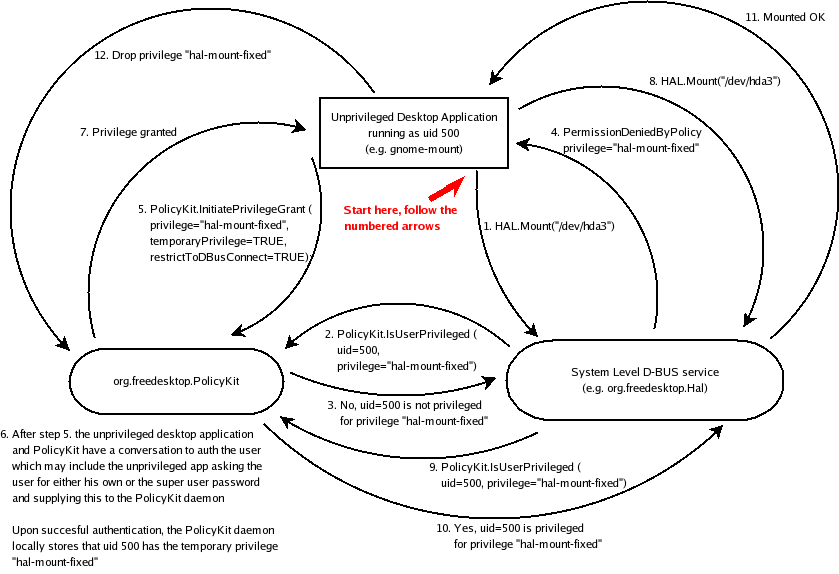 11. Mounted OK
12. Drop privilege "hal-mount-fixed"
8. HAL.Mount("/dev/hda3")
Unprivileged Desktop Application
running as uid 500
(e.g. gnome-mount)
7. Privilege granted
4. PermissionDeniedByPolicy
privilege="hal-mount-fixed"
5. PolicyKit.InitiatePrivilegeGrant (
privilege="hal-mount-fixed",
temporaryPrivilege=TRUE,
restrictToDBusConnect=TRUE)
Start here, follow the
numbered arrows
1. HAL.Mount("/dev/hda3")
2. PolicyKit.IsUserPrivileged (
uid=500,
privilege="hal-mount-fixed")
org.freedesktop.PolicyKit
System Level D-BUS service
(e.g. org.freedesktop.Hal)
3. No, uid=500 is not privileged
for privilege "hal-mount-fixed"
6. After step 5. the unprivileged desktop application
and PolicyKit have a conversation to auth the user
which may include the unprivileged app asking the
user for either his own or the super user password
and supplying this to the PolicyKit daemon
Upon succesful authentication, the PolicyKit daemon
locally stores that uid 500 has the temporary privilege
"hal-mount-fixed"
9. PolicyKit.IsUserPrivileged (
uid=500, privilege="hal-mount-fixed")
10. Yes, uid=500 is privileged
for privilege "hal-mount-fixed"